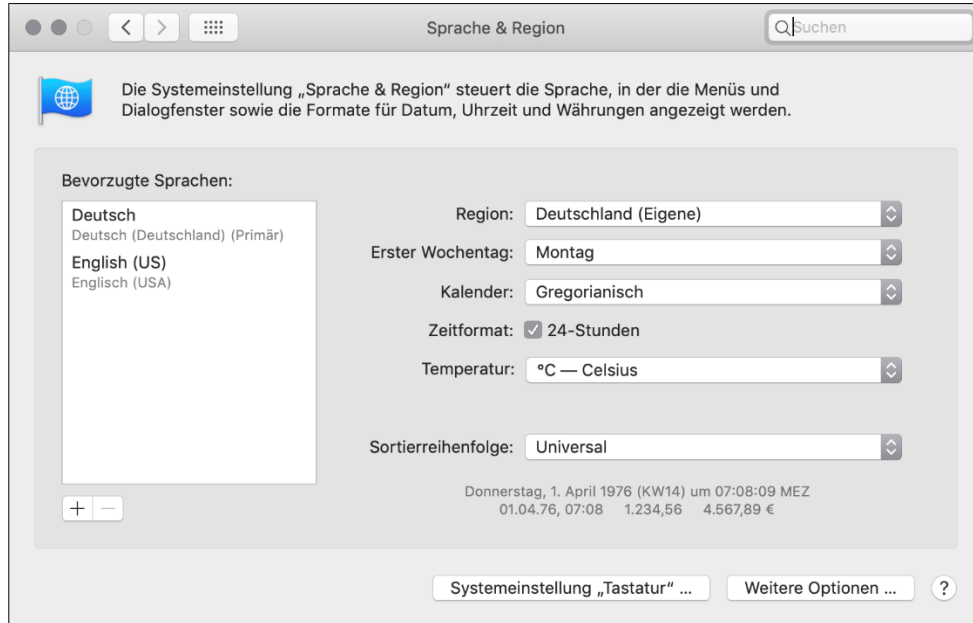 Sprache & Region
Suchen
Die Systemeinstellung „Sprache & Region“ steuert die Sprache, in der die Menüs und
Dialogfenster sowie die Formate für Datum, Uhrzeit und Währungen angezeigt werden.
Bevorzugte Sprachen:
Deutsch
Deutsch (Deutschland) (Primär)
English (US)
Englisch (USA)
Region: Deutschland (Eigene)
Erster Wochentag: Montag
Kalender: Gregorianisch
Zeitformat: 24-Stunden
Temperatur: °C — Celsius
Sortierreihenfolge: Universal
Donnerstag, 1. April 1976 (KW14) um 07:08:09 MEZ
01.04.76, 07:08 1.234,56 4.567,89 €
Systemeinstellung „Tastatur“ ... Weitere Optionen ... ?